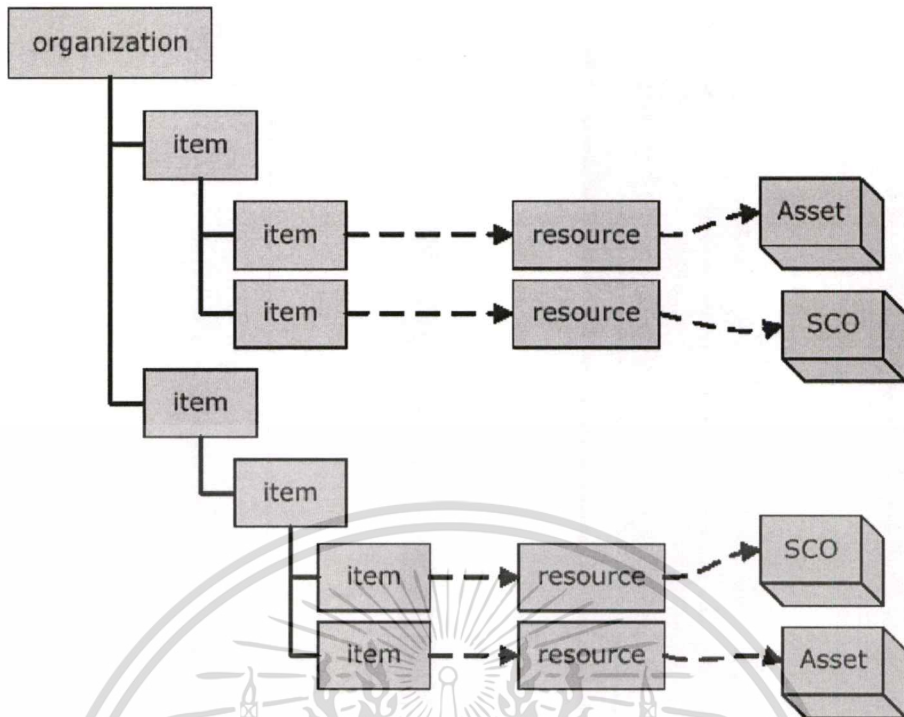 organization
item
item
resource
Asset
item
resource
SCO
item
item
item
resource
SCO
item
resource
Asset